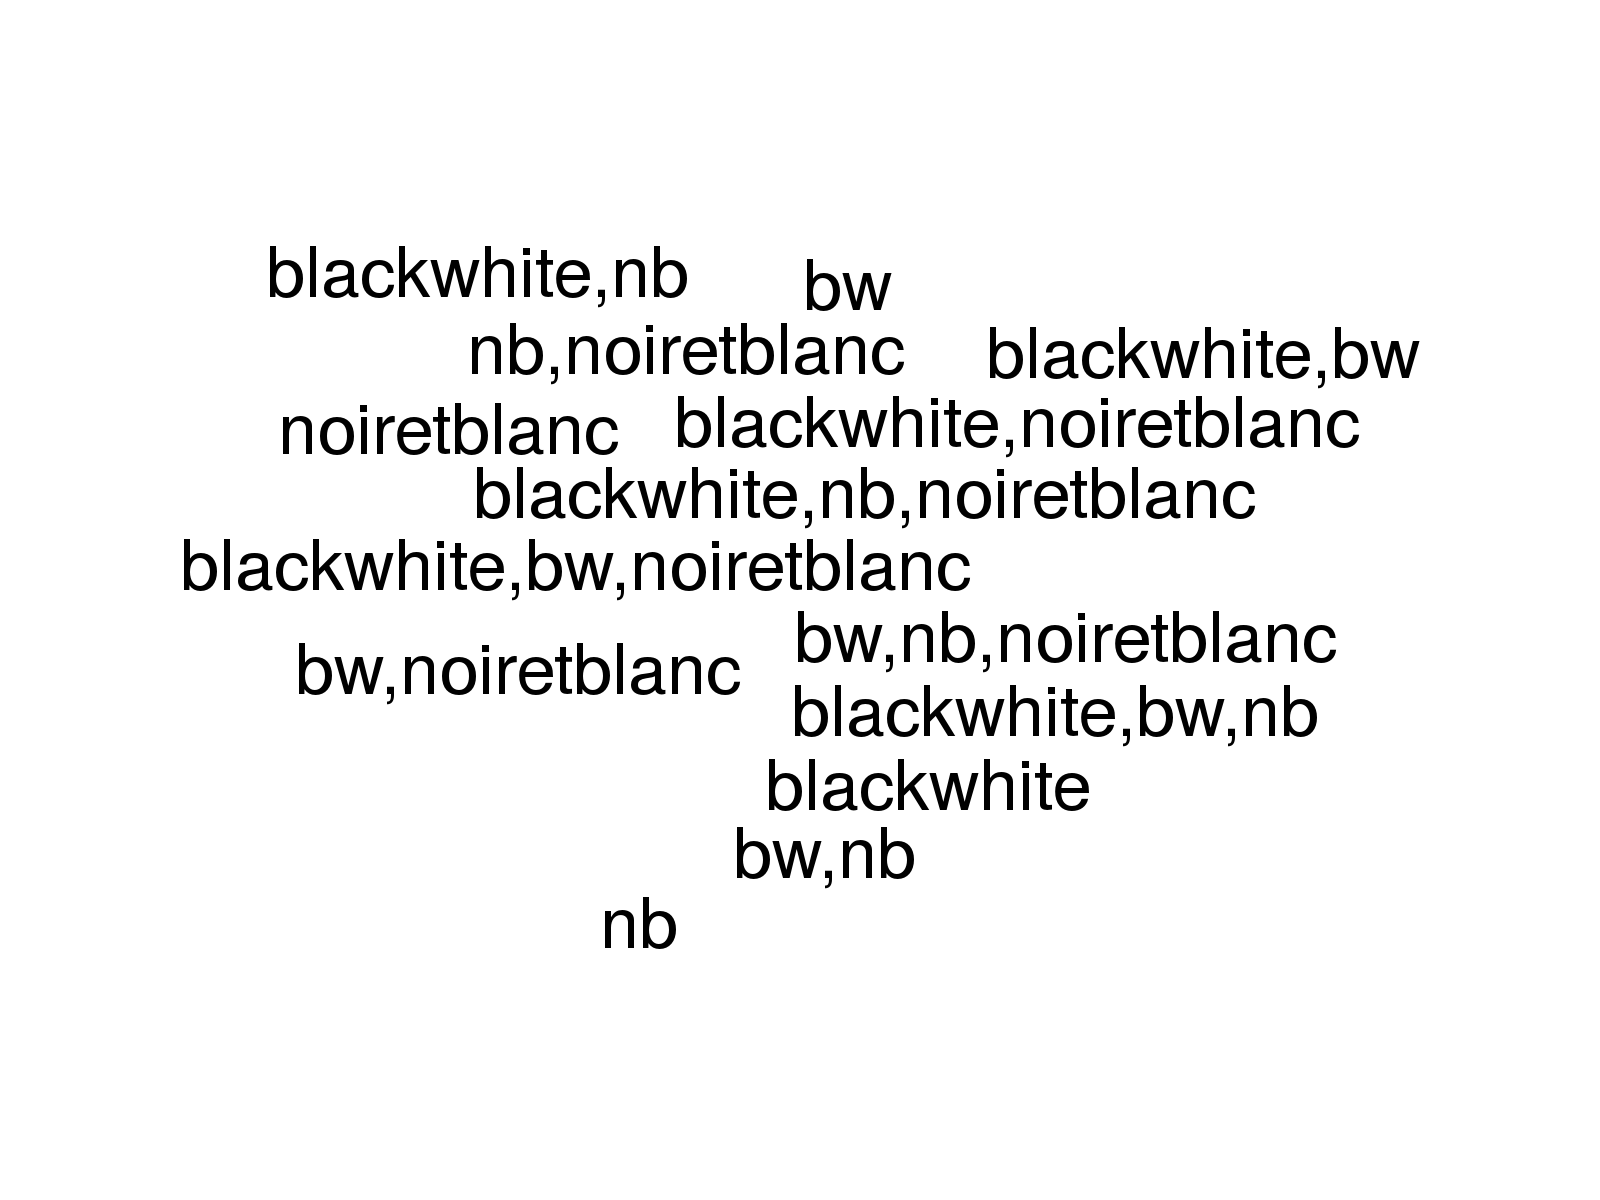 blackwhite,nb
bw
nb,noiretblanc
blackwhite,bw
noiretblanc
blackwhite,noiretblanc
blackwhite,nb,noiretblanc
blackwhite,bw,noiretblanc
bw,nb,noiretblanc
bw,noiretblanc
blackwhite,bw,nb
blackwhite
bw,nb
nb